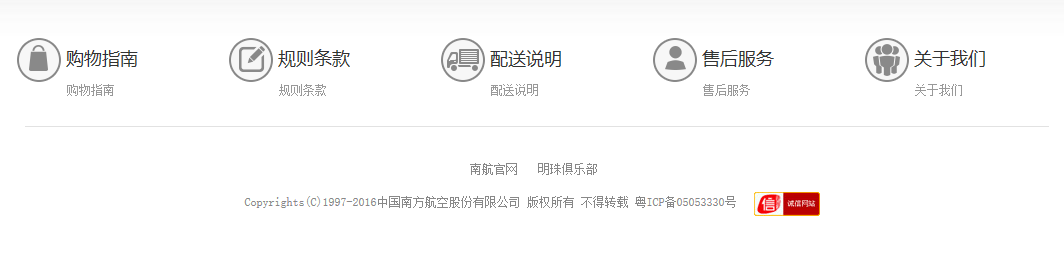 购物指南 规则条款 配送说明 售后服务 关于我们
购物指南 规则条款 配送说明 售后服务 关于我们
南航官网 明珠俱乐部
Copyrights(C)1997-2016中国南方航空股份有限公司 版权所有 不得转载 粤ICP备05053330号 信 诚信网站